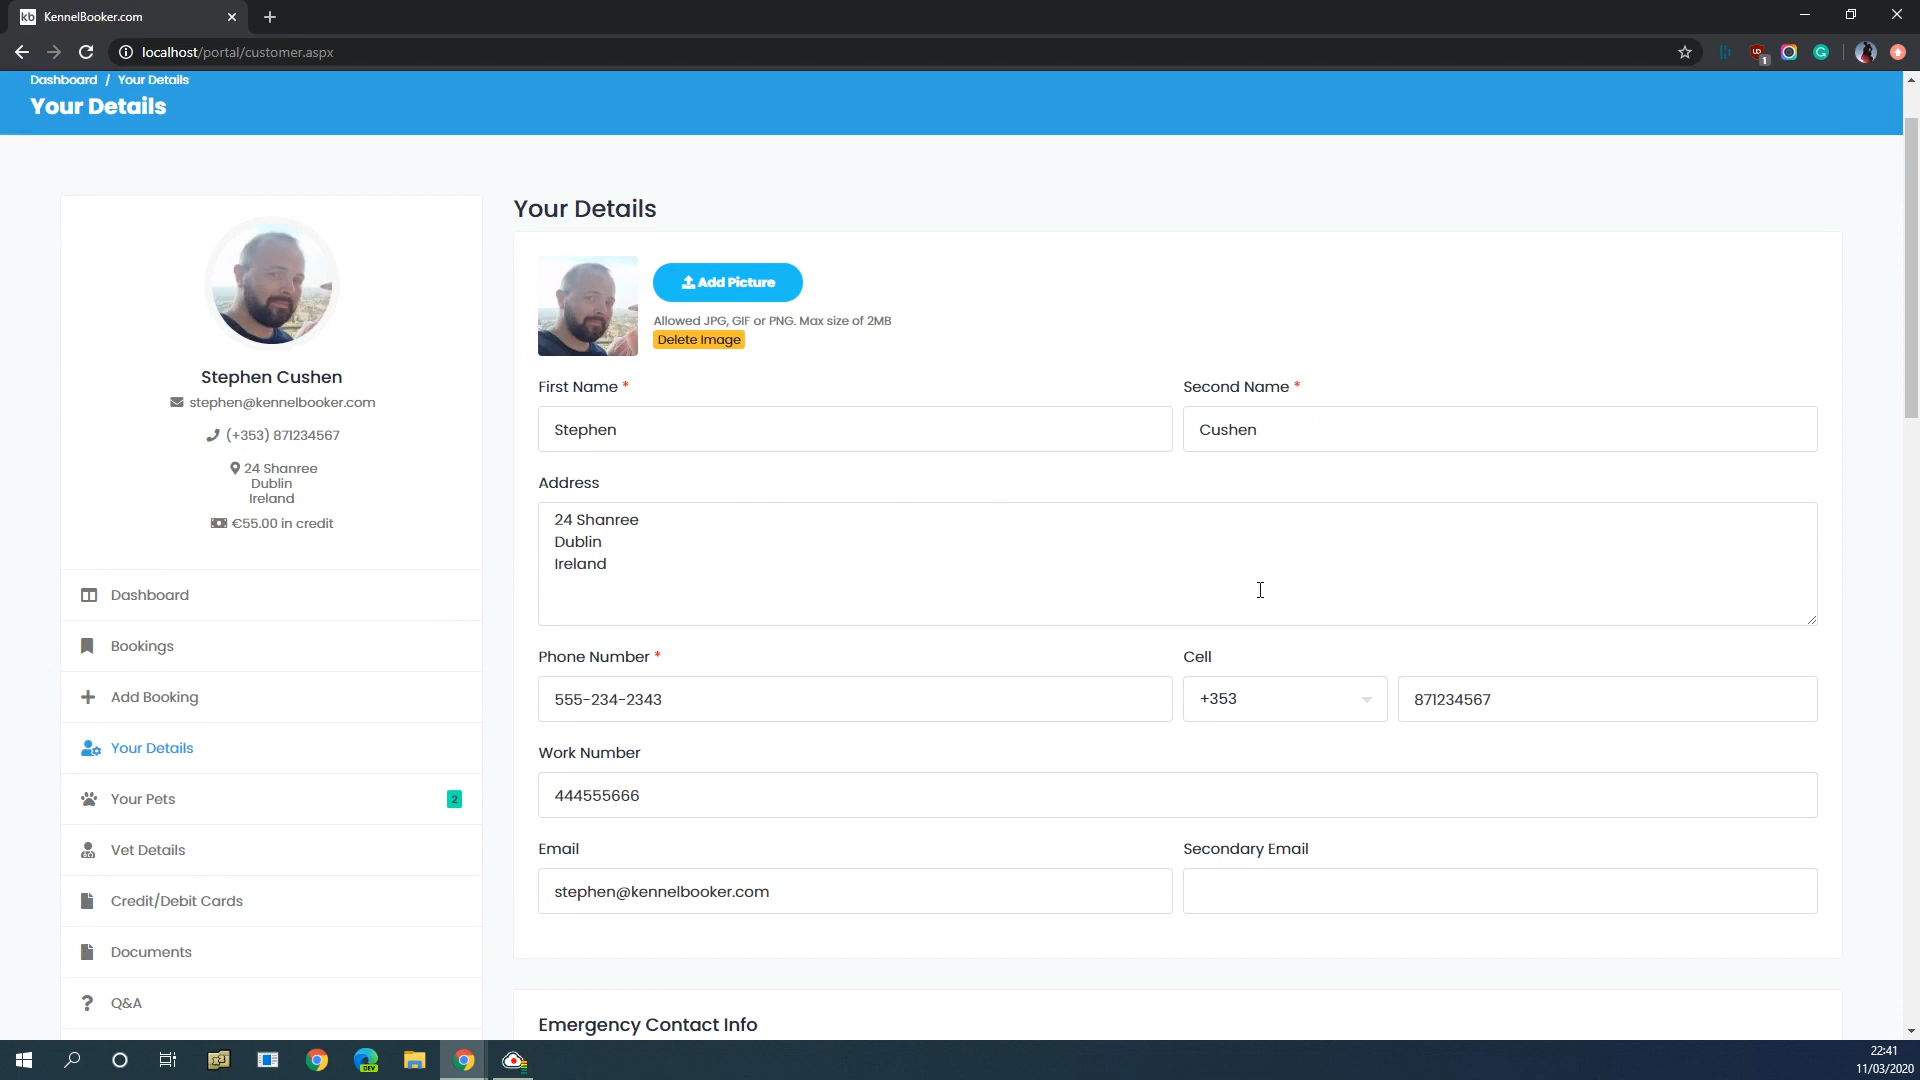 kb KennelBooker.com
localhost/portal/customer.aspx
Dashboard / Your Details
Your Details
Stephen Cushen
stephen@kennelbooker.com
(+353) 871234567
24 Shanree
Dublin
Ireland
€55.00 in credit
Dashboard
Bookings
Add Booking
Your Details
Your Pets 2
Vet Details
Credit/Debit Cards
Documents
Q&A
Your Details
Add Picture
Allowed JPG, GIF or PNG. Max size of 2MB
Delete Image
First Name * Second Name *
Stephen Cushen
Address
24 Shanree
Dublin
Ireland
Phone Number * Cell
555-234-2343 +353 871234567
Work Number
444555666
Email Secondary Email
stephen@kennelbooker.com
Emergency Contact Info
DEV
22:41
11/03/2020